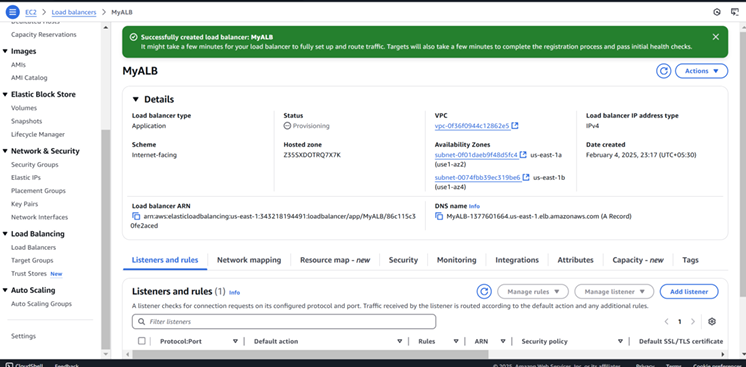 EC2 > Load balancers > MyALB
Dedicated Hosts
Capacity Reservations
Images
AMIs
AMI Catalog
Elastic Block Store
Volumes
Snapshots
Lifecycle Manager
Network & Security
Security Groups
Elastic IPs
Placement Groups
Key Pairs
Network Interfaces
Load Balancing
Load Balancers
Target Groups
Trust Stores New
Auto Scaling
Auto Scaling Groups
Settings
Successfully created load balancer: MyALB
It might take a few minutes for your load balancer to fully set up and route traffic. Targets will also take a few minutes to complete the registration process and pass initial health checks.
MyALB
Actions
Details
Load balancer type
Application
Status
Provisioning
VPC
vpc-0f36f0944c12862e5
Load balancer IP address type
IPv4
Scheme
Internet-facing
Hosted zone
Z35SXDOTRQ7X7K
Availability Zones
subnet-0f01daeb9f48d5fc4 us-east-1a
(use1-az2)
subnet-0074fbb39ec319be6 us-east-1b
(use1-az4)
Date created
February 4, 2025, 23:17 (UTC+05:30)
Load balancer ARN
arn:aws:elasticloadbalancing:us-east-1:343218194491:loadbalancer/app/MyALB/86c115c3
0fe2aced
DNS name Info
MyALB-1377601664.us-east-1.elb.amazonaws.com (A Record)
Listeners and rules Network mapping Resource map - new Security Monitoring Integrations Attributes Capacity - new Tags
Listeners and rules (1) Info
Manage rules Manage listener Add listener
A listener checks for connection requests on its configured protocol and port. Traffic received by the listener is routed according to the default action and any additional rules.
Filter listeners
1
Protocol:Port Default action Rules ARN Security policy Default SSL/TLS certificate
CloudShell Feedback © 2025, Amazon Web Services, Inc. or its affiliates. Privacy Terms Cookie preferences